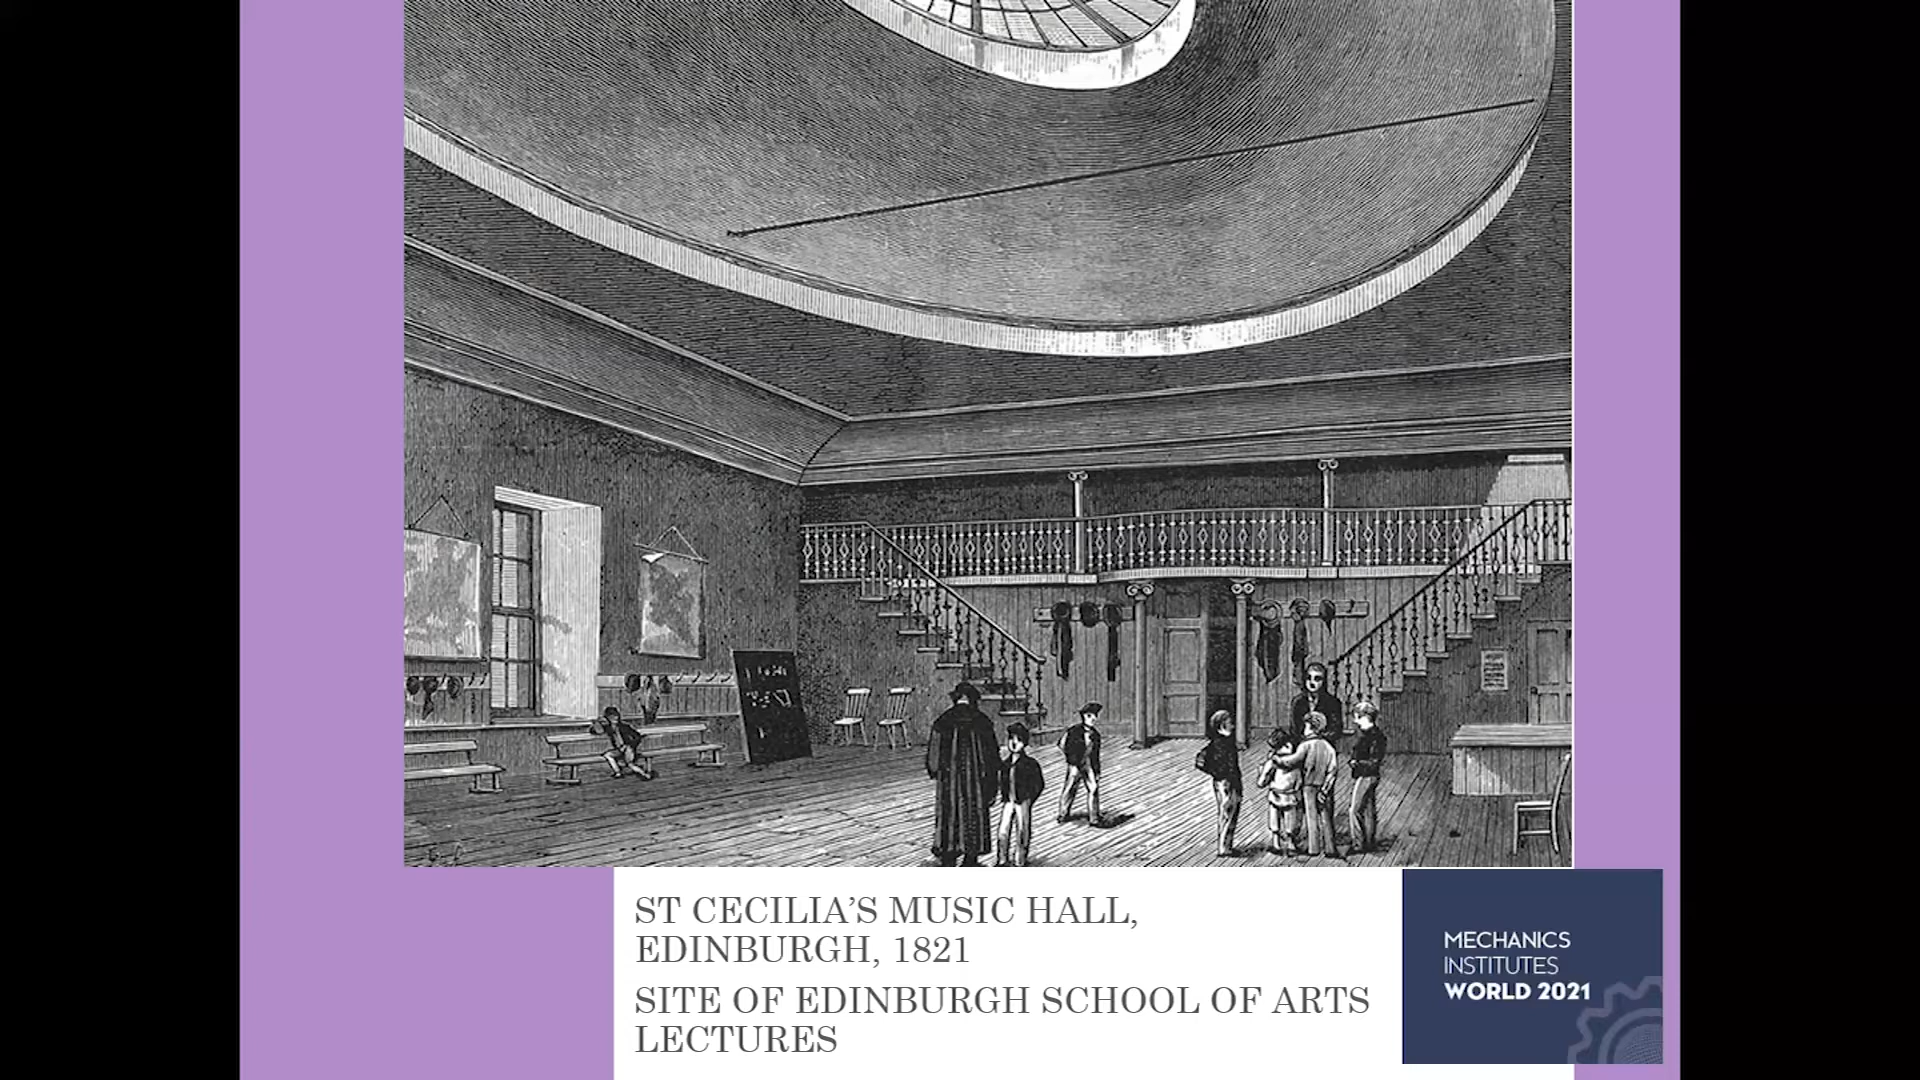 ST CECILIA'S MUSIC HALL,
EDINBURGH, 1821
SITE OF EDINBURGH SCHOOL OF ARTS
LECTURES
MECHANICS
INSTITUTES
WORLD 2021